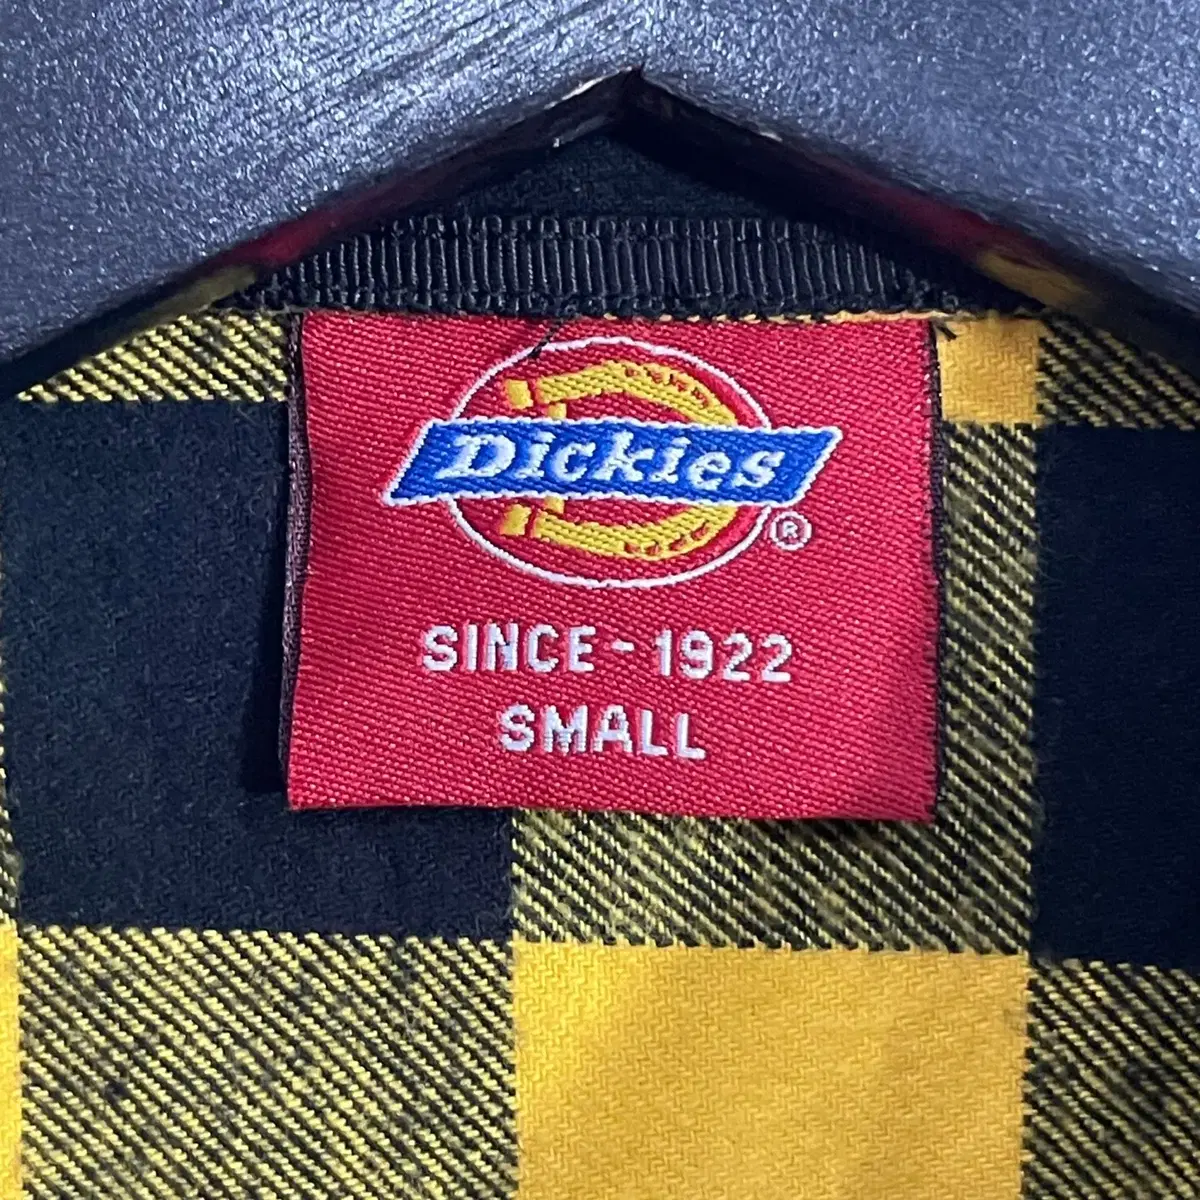 Dickies
®
SINCE-1922
SMALL